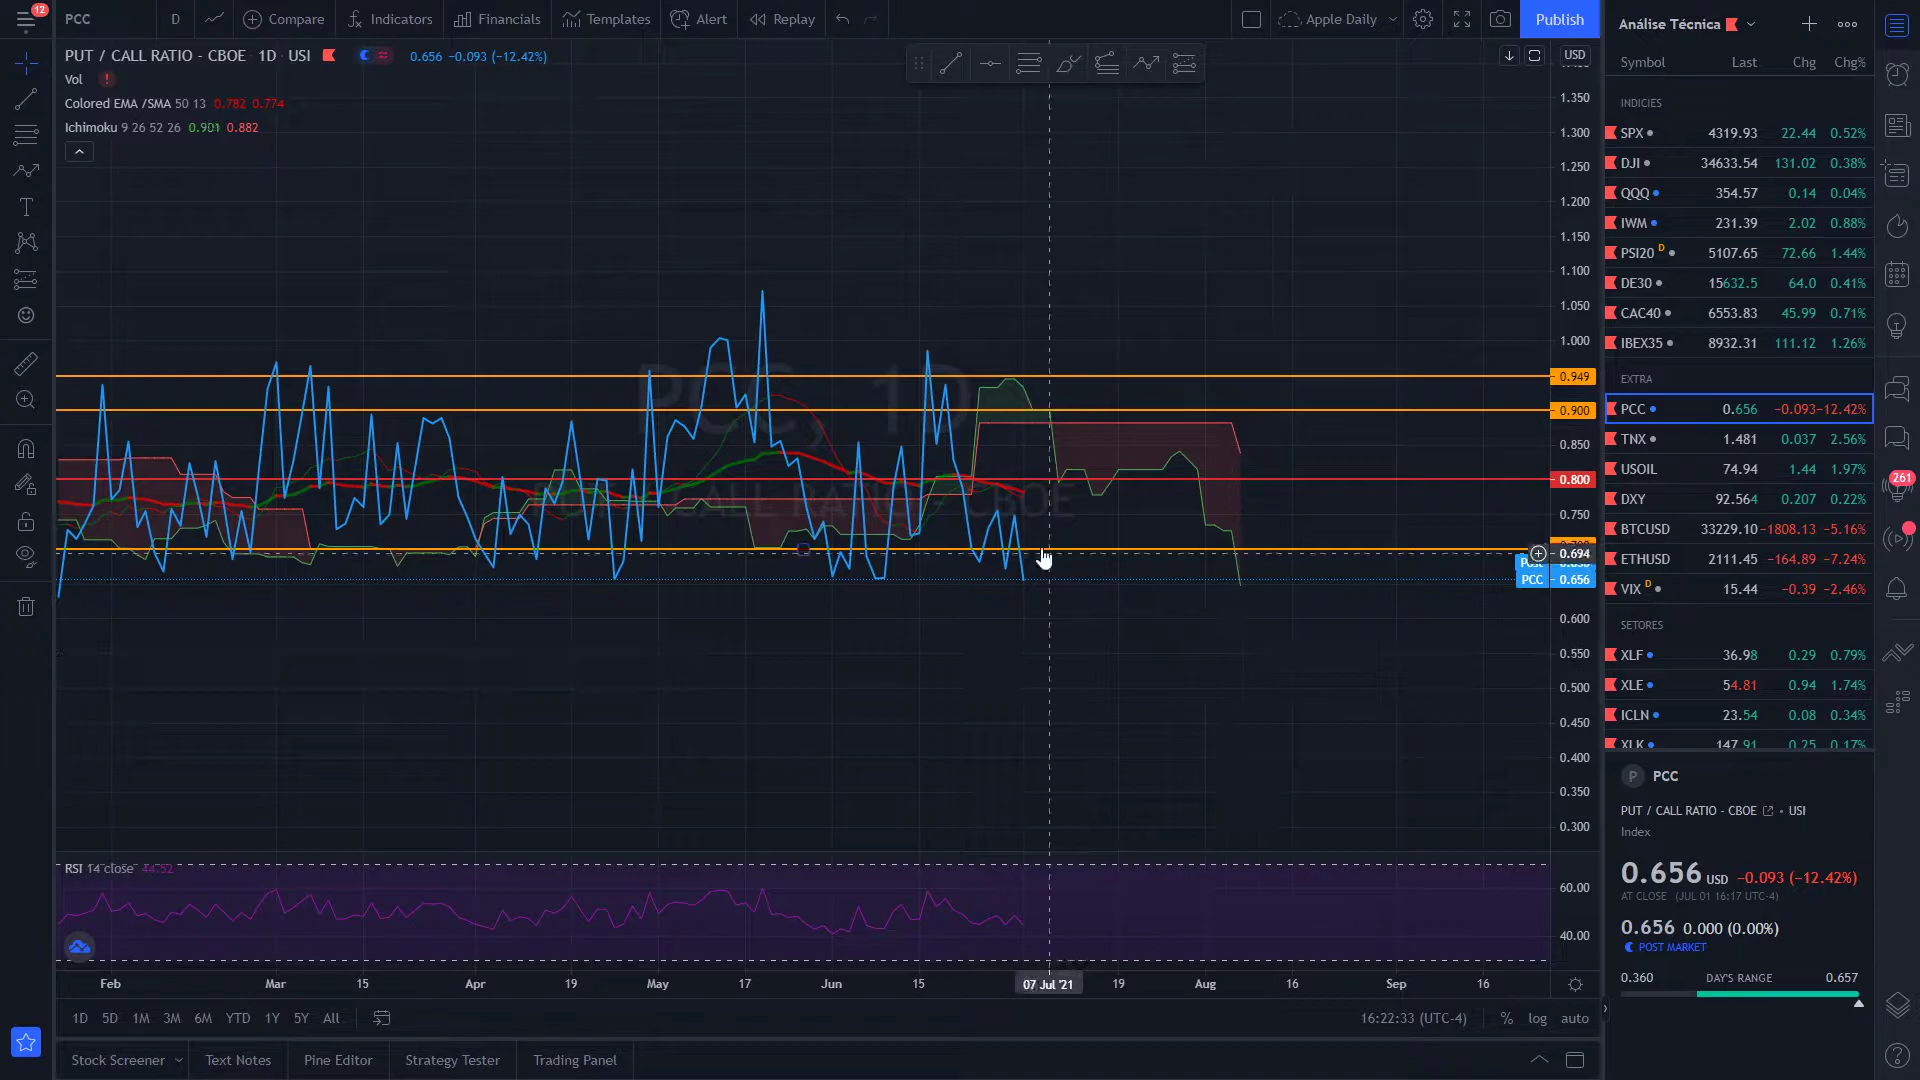 12
PCC
D
Compare
Indicators
Financials
Templates
Alert
Replay
Apple Daily
Publish
PUT / CALL RATIO - CBOE · 1D · USI 0.656 −0.093 (−12.42%)
USD
Vol
Colored EMA /SMA 50 13 0.782 0.774
Ichimoku 9 26 52 26 0.901 0.882
PCC, 1D
PUT / CALL RATIO - CBOE
1.350
1.300
1.250
1.200
1.150
1.100
1.050
1.000
0.949
0.900
0.850
0.800
0.750
0.694
PCC 0.656
0.600
0.550
0.500
0.450
0.400
0.350
0.300
RSI 14 close 44.52
60.00
40.00
Feb
Mar
15
Apr
19
May
17
Jun
15
07 Jul '21
19
Aug
16
Sep
16
1D 5D 1M 3M 6M YTD 1Y 5Y All
16:22:33 (UTC-4) % log auto
Stock Screener
Text Notes
Pine Editor
Strategy Tester
Trading Panel
Análise Técnica
Symbol Last Chg Chg%
INDICIES
SPX 4319.93 22.44 0.52%
DJI 34633.54 131.02 0.38%
QQQ 354.57 0.14 0.04%
IWM 231.39 2.02 0.88%
PSI20 D 5107.65 72.66 1.44%
DE30 15632.5 64.0 0.41%
CAC40 6553.83 45.99 0.71%
IBEX35 8932.31 111.12 1.26%
EXTRA
PCC 0.656 −0.093 −12.42%
TNX 1.481 0.037 2.56%
USOIL 74.94 1.44 1.97%
DXY 92.564 0.207 0.22%
BTCUSD 33229.10 −1808.13 −5.16%
ETHUSD 2111.45 −164.89 −7.24%
VIX D 15.44 −0.39 −2.46%
SETORES
XLF 36.98 0.29 0.79%
XLE 54.81 0.94 1.74%
ICLN 23.54 0.08 0.34%
XLK 147.91 0.25 0.17%
P PCC
PUT / CALL RATIO - CBOE • USI
Index
0.656 USD −0.093 (−12.42%)
AT CLOSE (JUL 01 16:17 UTC-4)
0.656 0.000 (0.00%)
POST MARKET
0.360 DAY'S RANGE 0.657
261